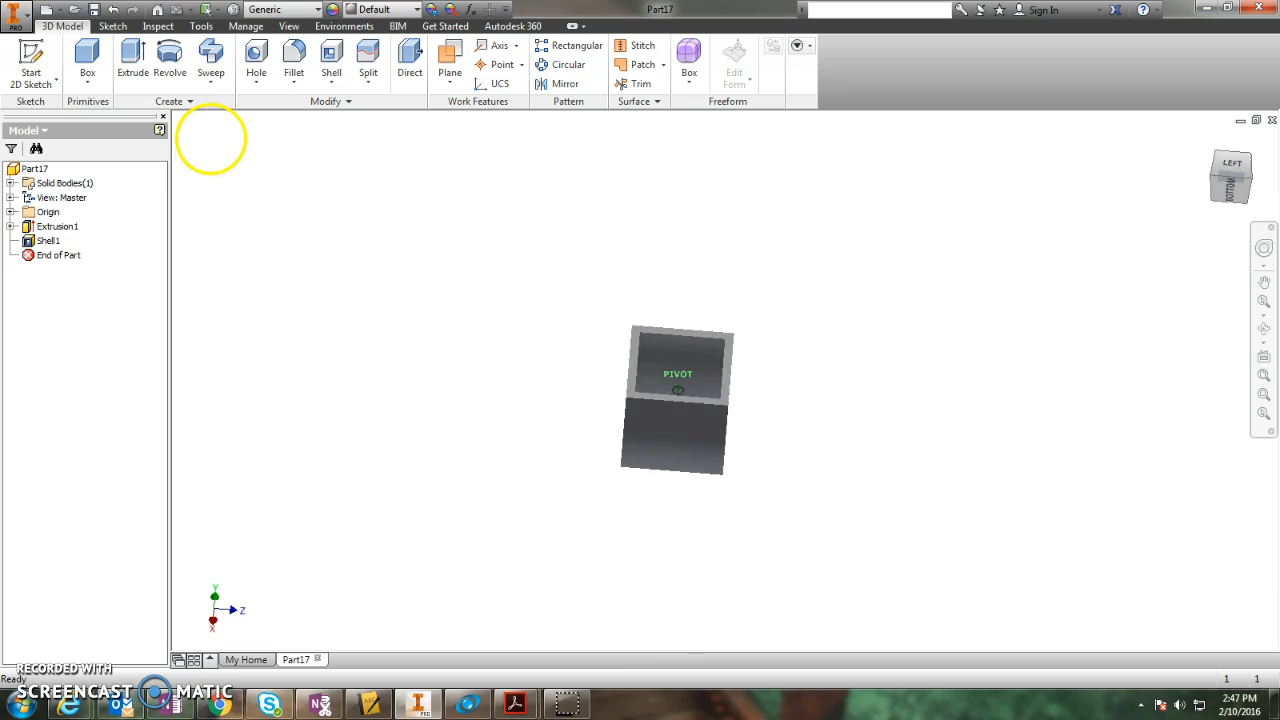 Generic
Default
Part17
Sign In
PRO
3D Model Sketch Inspect Tools Manage View Environments BIM Get Started Autodesk 360
Start
2D Sketch
Box
Extrude Revolve Sweep
Hole Fillet Shell Split
Direct
Plane
Axis
Point
UCS
Rectangular
Circular
Mirror
Stitch
Patch
Trim
Box
Edit
Form
Sketch Primitives Create Modify Work Features Pattern Surface Freeform
Model
Part17
Solid Bodies(1)
View: Master
Origin
Extrusion1
Shell1
End of Part
LEFT
BOTTOM
PIVOT
Y
Z
X
My Home Part17
Ready
1 1
RECORDED WITH
SCREENCAST MATIC
PRO
2:47 PM
2/10/2016